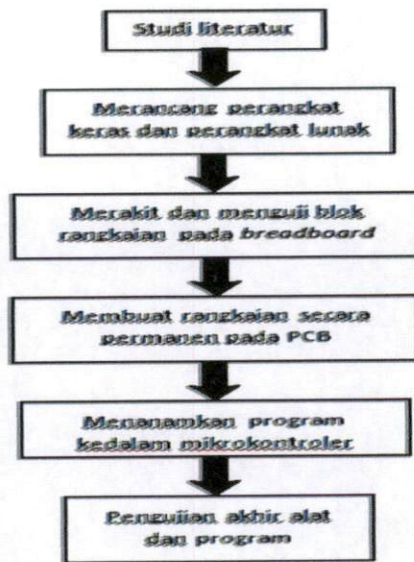 Studi literatur
Merancang perangkat
keras dan perangkat lunak
Merakit dan menguji blok
rangkaian pada breadboard
Membuat rangkaian secara
permanen pada PCB
Menanamkan program
kedalam mikrokontroler
Pengujian akhir alat
dan program